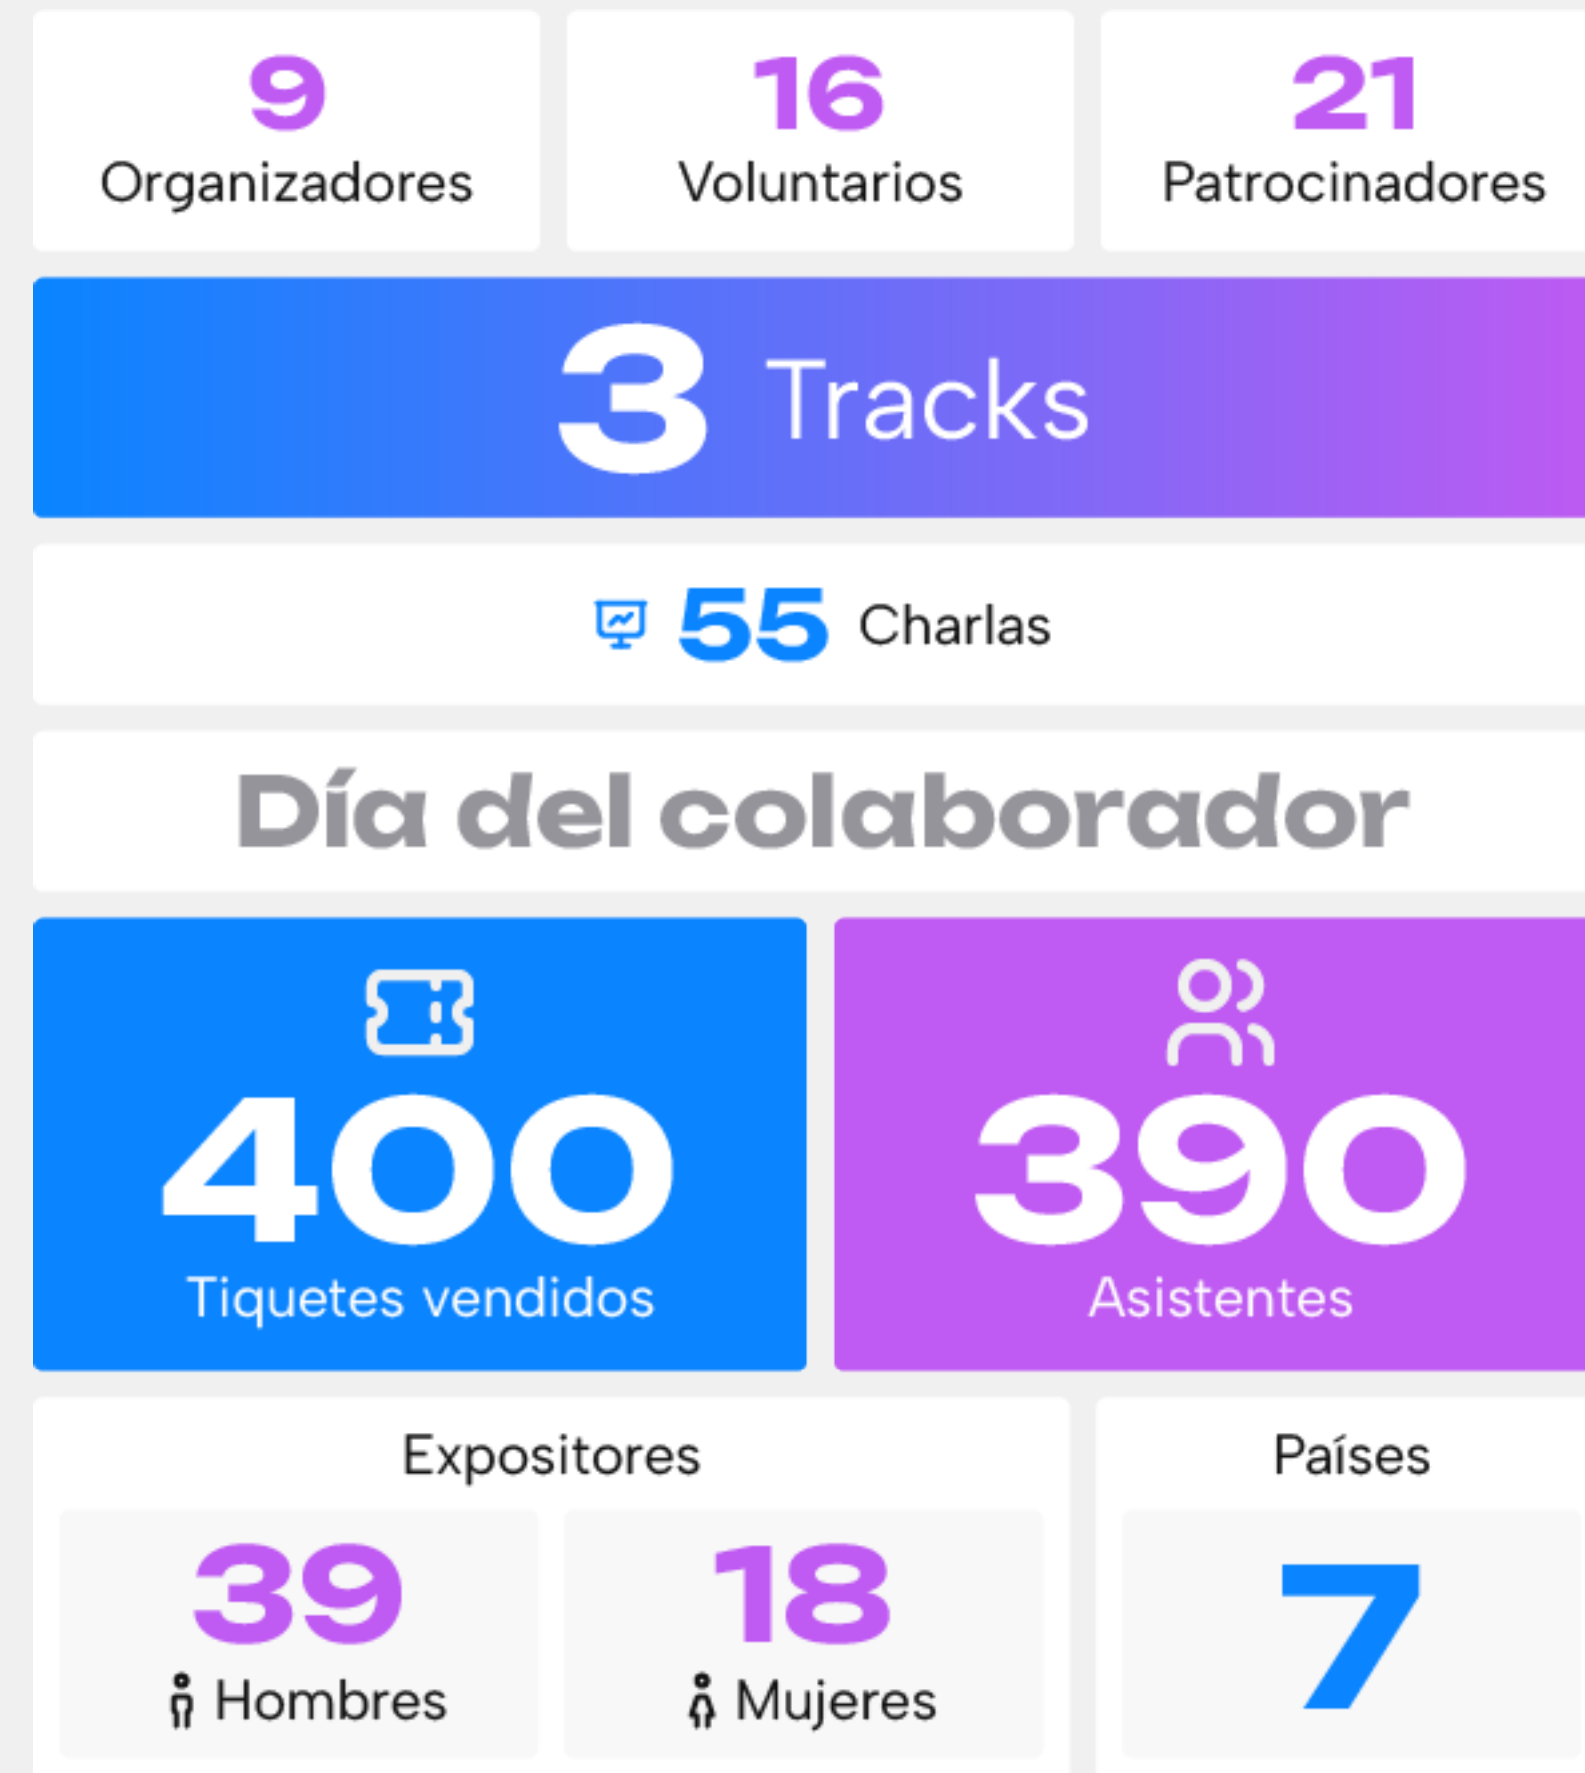 9
Organizadores
16
Voluntarios
21
Patrocinadores
3 Tracks
55 Charlas
Día del colaborador
400
Tiquetes vendidos
390
Asistentes
Expositores
39
Hombres
18
Mujeres
Países
7